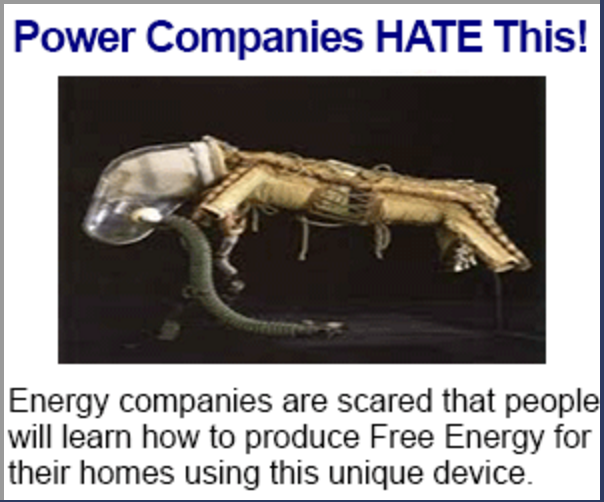 Power Companies HATE This!
Energy companies are scared that people
will learn how to produce Free Energy for
their homes using this unique device.